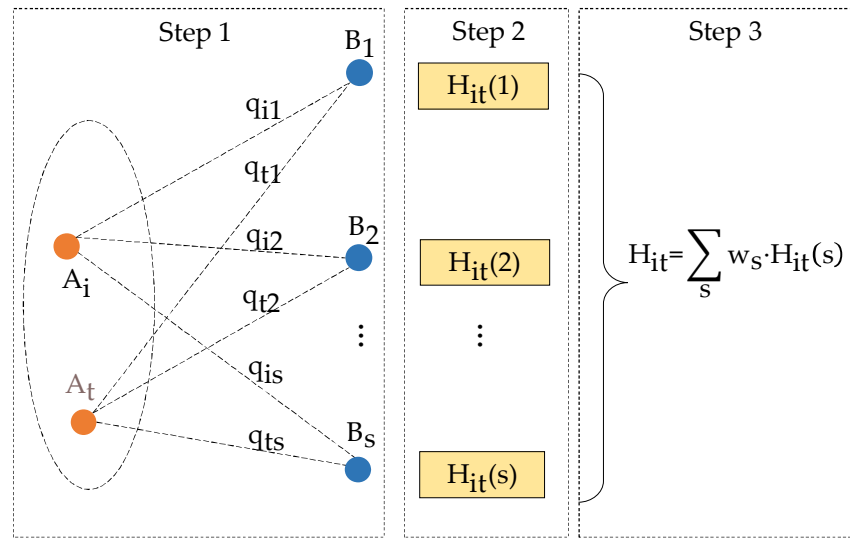 Step 1
B1
qi1
qt1
Ai
qi2
B2
qt2
⋮
At
qis
Bs
qts
Step 2
Hit(1)
Hit(2)
⋮
Hit(s)
Step 3
Hit=∑s ws·Hit(s)